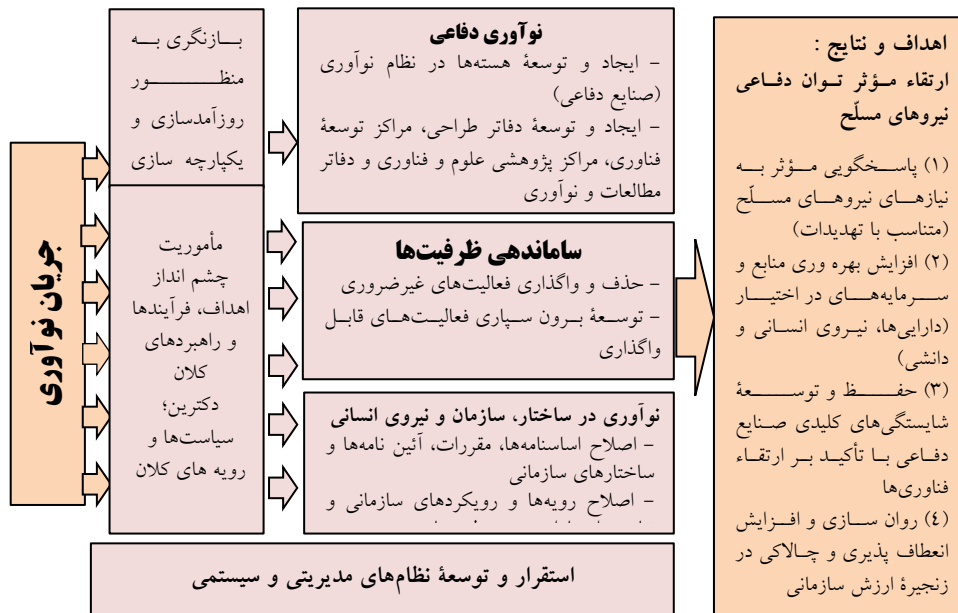 جریان نوآوری
بازنگری به
منظور
روزآمدسازی و
یکپارچه سازی
مأموریت
چشم انداز
اهداف، فرآیندها
و راهبردهای
کلان
دکترین؛
سیاست‌ها و
رویه های کلان
نوآوری دفاعی
- ایجاد و توسعهٔ هسته‌ها در نظام نوآوری
(صنایع دفاعی)
- ایجاد و توسعهٔ دفاتر طراحی، مراکز توسعهٔ
فناوری، مراکز پژوهشی علوم و فناوری و دفاتر
مطالعات و نوآوری
ساماندهی ظرفیت‌ها
- حذف و واگذاری فعالیت‌های غیرضروری
- توسعهٔ برون سپاری فعالیت‌های قابل
واگذاری
نوآوری در ساختار، سازمان و نیروی انسانی
- اصلاح اساسنامه‌ها، مقررات، آئین نامه‌ها و
ساختارهای سازمانی
- اصلاح رویه‌ها و رویکردهای سازمانی و
استقرار و توسعهٔ نظام‌های مدیریتی و سیستمی
اهداف و نتایج :
ارتقاء مؤثر توان دفاعی
نیروهای مسلّح
(۱) پاسخگویی مؤثر به
نیازهای نیروهای مسلّح
(متناسب با تهدیدات)
(۲) افزایش بهره وری منابع و
سرمایه‌های در اختیار
(دارایی‌ها، نیروی انسانی و
دانشی)
(۳) حفظ و توسعهٔ
شایستگی‌های کلیدی صنایع
دفاعی با تأکید بر ارتقاء
فناوری‌ها
(٤) روان سازی و افزایش
انعطاف پذیری و چالاکی در
زنجیرهٔ ارزش سازمانی